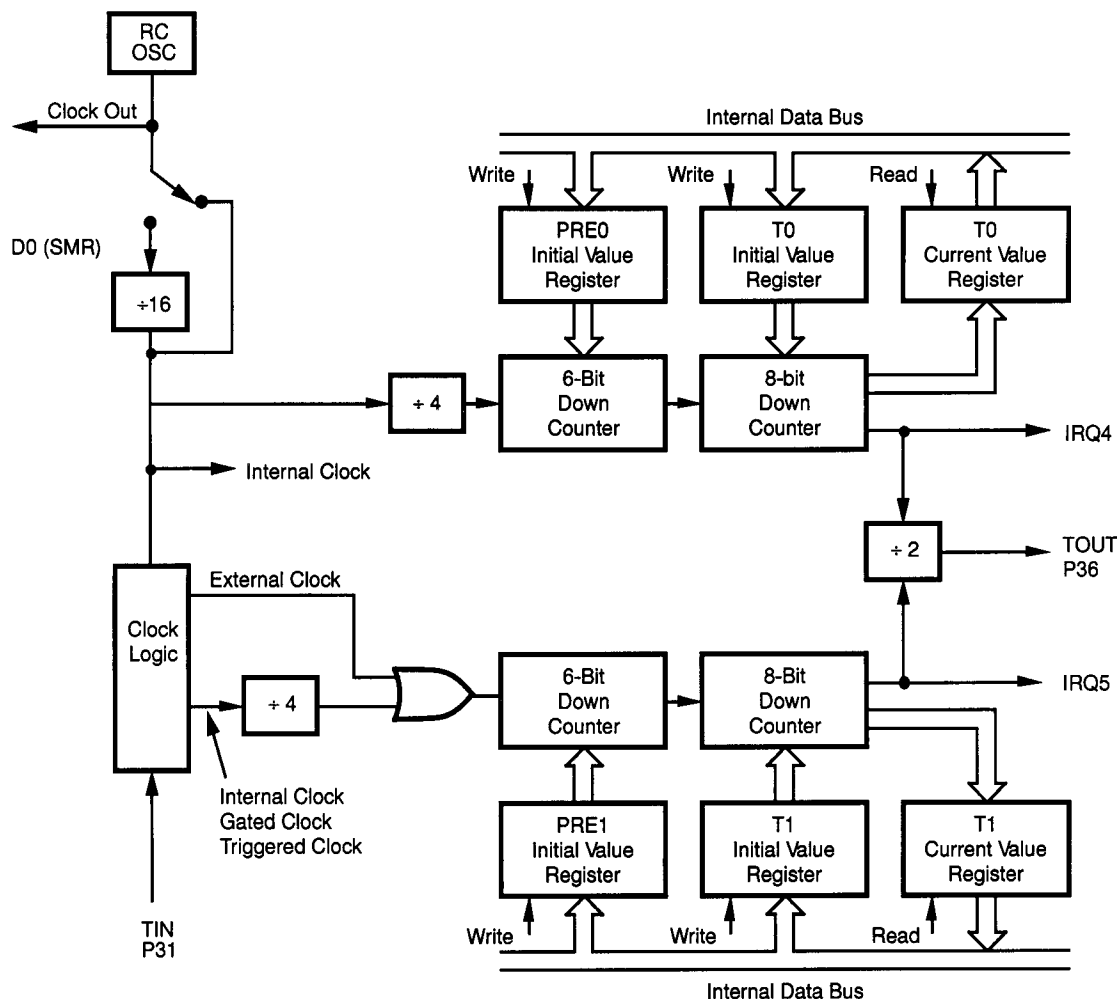 RC
OSC
Clock Out
Internal Data Bus
Write
Write
Read
PRE0
Initial Value
Register
T0
Initial Value
Register
T0
Current Value
Register
D0 (SMR)
÷16
÷ 4
6-Bit
Down
Counter
8-bit
Down
Counter
IRQ4
Internal Clock
÷ 2
TOUT
P36
External Clock
Clock
Logic
÷ 4
6-Bit
Down
Counter
8-Bit
Down
Counter
IRQ5
Internal Clock
Gated Clock
Triggered Clock
PRE1
Initial Value
Register
T1
Initial Value
Register
T1
Current Value
Register
TIN
P31
Write
Write
Read
Internal Data Bus